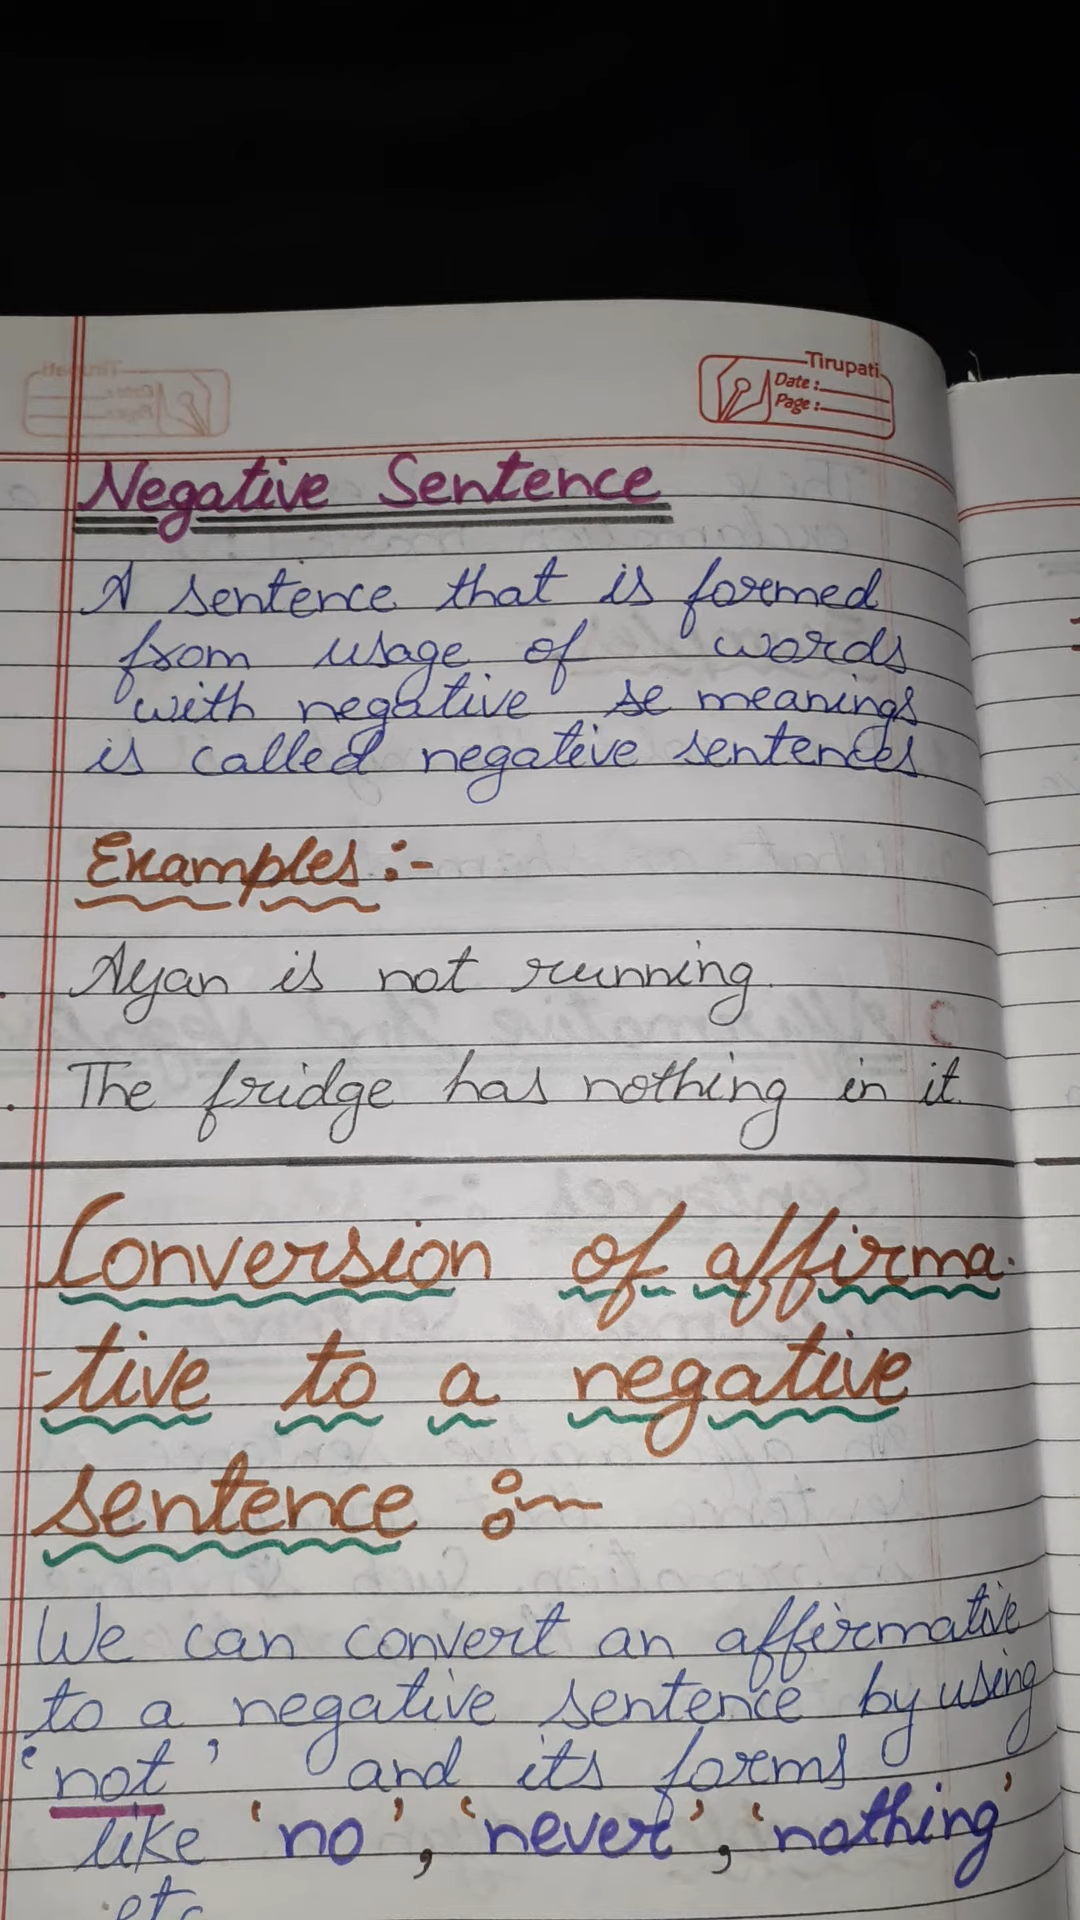 Tirupati
Date :
Page :
Negative Sentence
A sentence that is formed
from usage of words
with negative se meanings
is called negative sentences
Examples :-
Ayan is not running.
The fridge has nothing in it.
Conversion of affirma-
-tive to a negative
sentence :-
We can convert an affirmative
to a negative sentence by using
'not' and its forms
like 'no', 'never', 'nothing'
etc